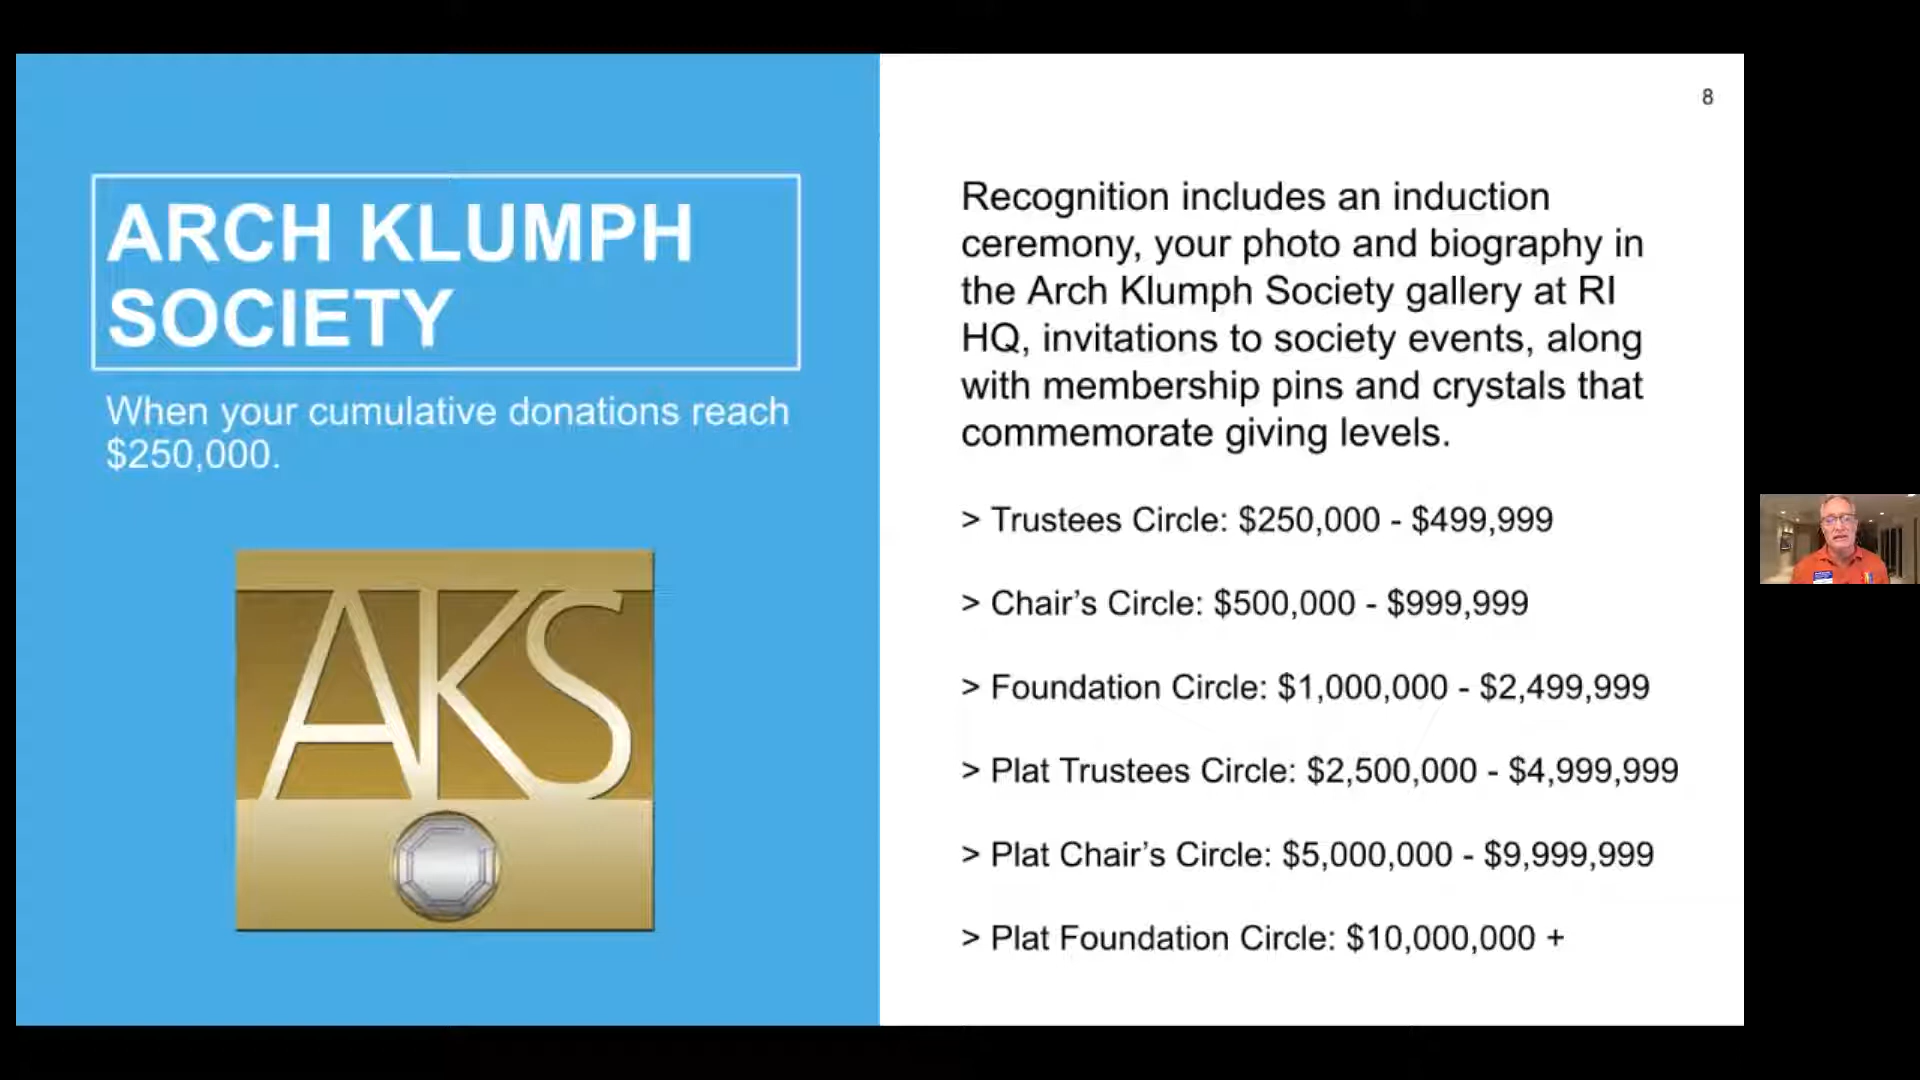 8
ARCH KLUMPH
SOCIETY
When your cumulative donations reach
$250,000.
AKS
Recognition includes an induction
ceremony, your photo and biography in
the Arch Klumph Society gallery at RI
HQ, invitations to society events, along
with membership pins and crystals that
commemorate giving levels.
> Trustees Circle: $250,000 - $499,999
> Chair’s Circle: $500,000 - $999,999
> Foundation Circle: $1,000,000 - $2,499,999
> Plat Trustees Circle: $2,500,000 - $4,999,999
> Plat Chair’s Circle: $5,000,000 - $9,999,999
> Plat Foundation Circle: $10,000,000 +